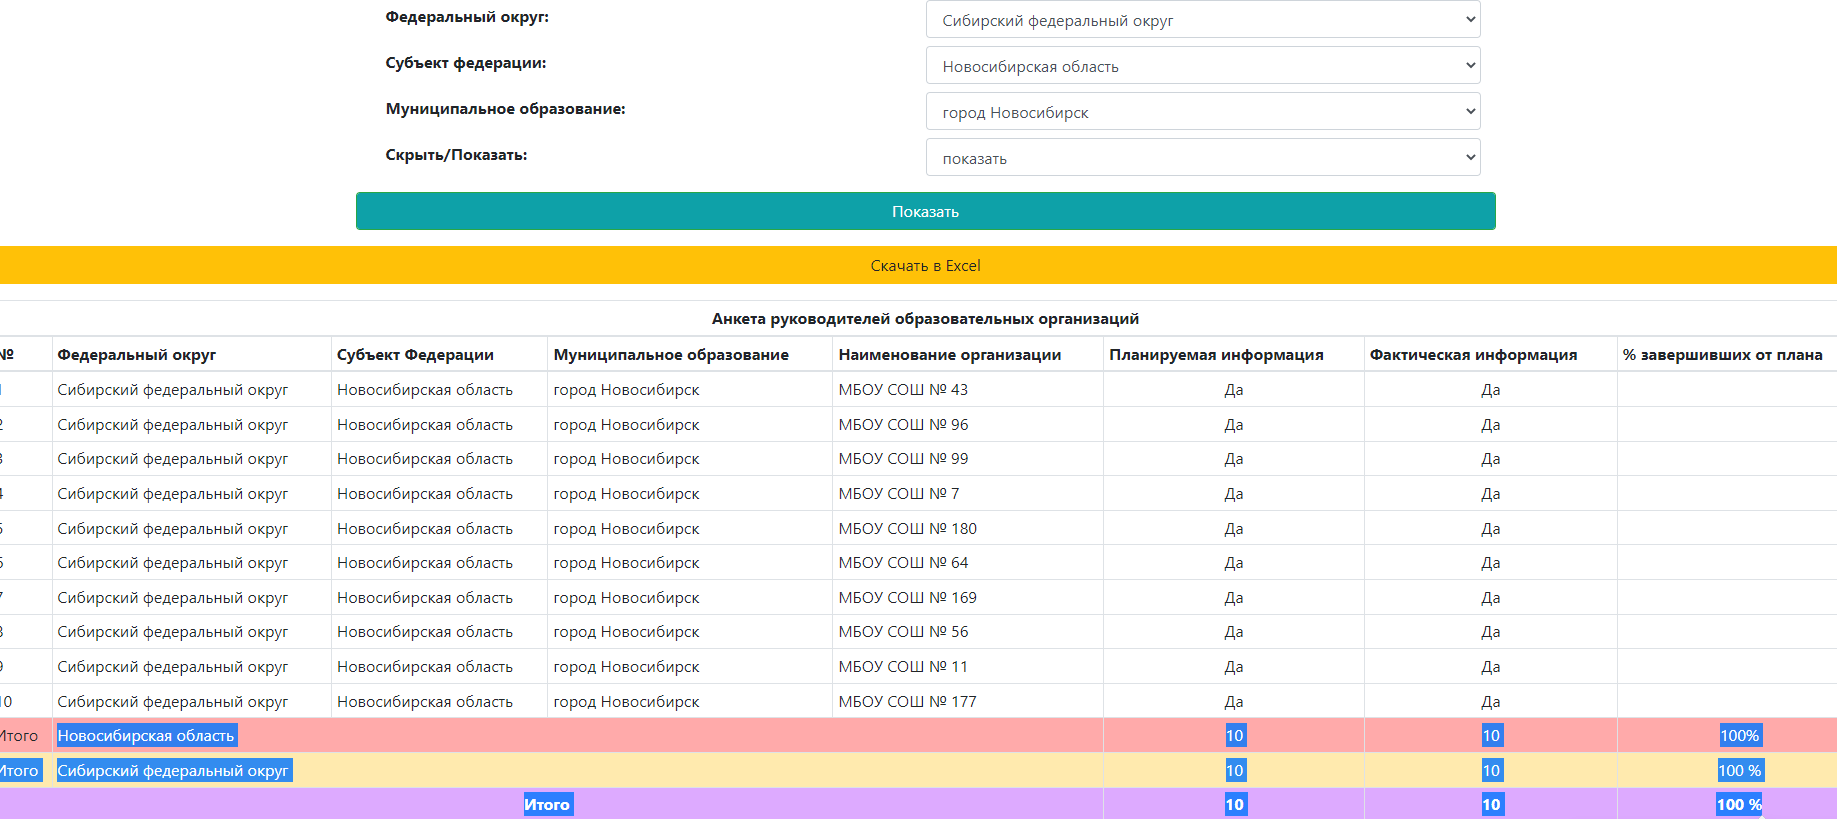 Федеральный округ: Сибирский федеральный округ
Субъект федерации: Новосибирская область
Муниципальное образование: город Новосибирск
Скрыть/Показать: показать
Показать
Скачать в Excel
Анкета руководителей образовательных организаций
№ Федеральный округ Субъект Федерации Муниципальное образование Наименование организации Планируемая информация Фактическая информация % завершивших от плана
1 Сибирский федеральный округ Новосибирская область город Новосибирск МБОУ СОШ № 43 Да Да
2 Сибирский федеральный округ Новосибирская область город Новосибирск МБОУ СОШ № 96 Да Да
3 Сибирский федеральный округ Новосибирская область город Новосибирск МБОУ СОШ № 99 Да Да
4 Сибирский федеральный округ Новосибирская область город Новосибирск МБОУ СОШ № 7 Да Да
5 Сибирский федеральный округ Новосибирская область город Новосибирск МБОУ СОШ № 180 Да Да
6 Сибирский федеральный округ Новосибирская область город Новосибирск МБОУ СОШ № 64 Да Да
7 Сибирский федеральный округ Новосибирская область город Новосибирск МБОУ СОШ № 169 Да Да
8 Сибирский федеральный округ Новосибирская область город Новосибирск МБОУ СОШ № 56 Да Да
9 Сибирский федеральный округ Новосибирская область город Новосибирск МБОУ СОШ № 11 Да Да
10 Сибирский федеральный округ Новосибирская область город Новосибирск МБОУ СОШ № 177 Да Да
Итого Новосибирская область 10 10 100%
Итого Сибирский федеральный округ 10 10 100 %
Итого 10 10 100 %